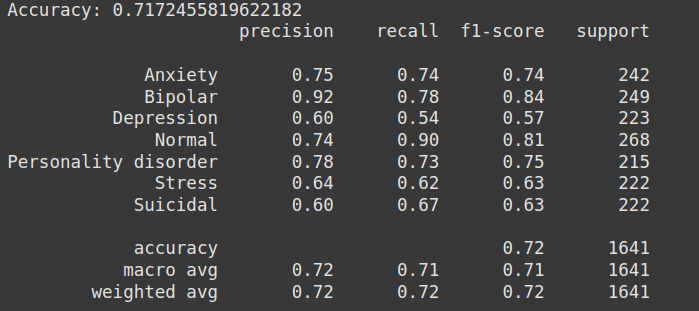 Accuracy: 0.7172455819622182
precision recall f1-score support
Anxiety 0.75 0.74 0.74 242
Bipolar 0.92 0.78 0.84 249
Depression 0.60 0.54 0.57 223
Normal 0.74 0.90 0.81 268
Personality disorder 0.78 0.73 0.75 215
Stress 0.64 0.62 0.63 222
Suicidal 0.60 0.67 0.63 222
accuracy 0.72 1641
macro avg 0.72 0.71 0.71 1641
weighted avg 0.72 0.72 0.72 1641